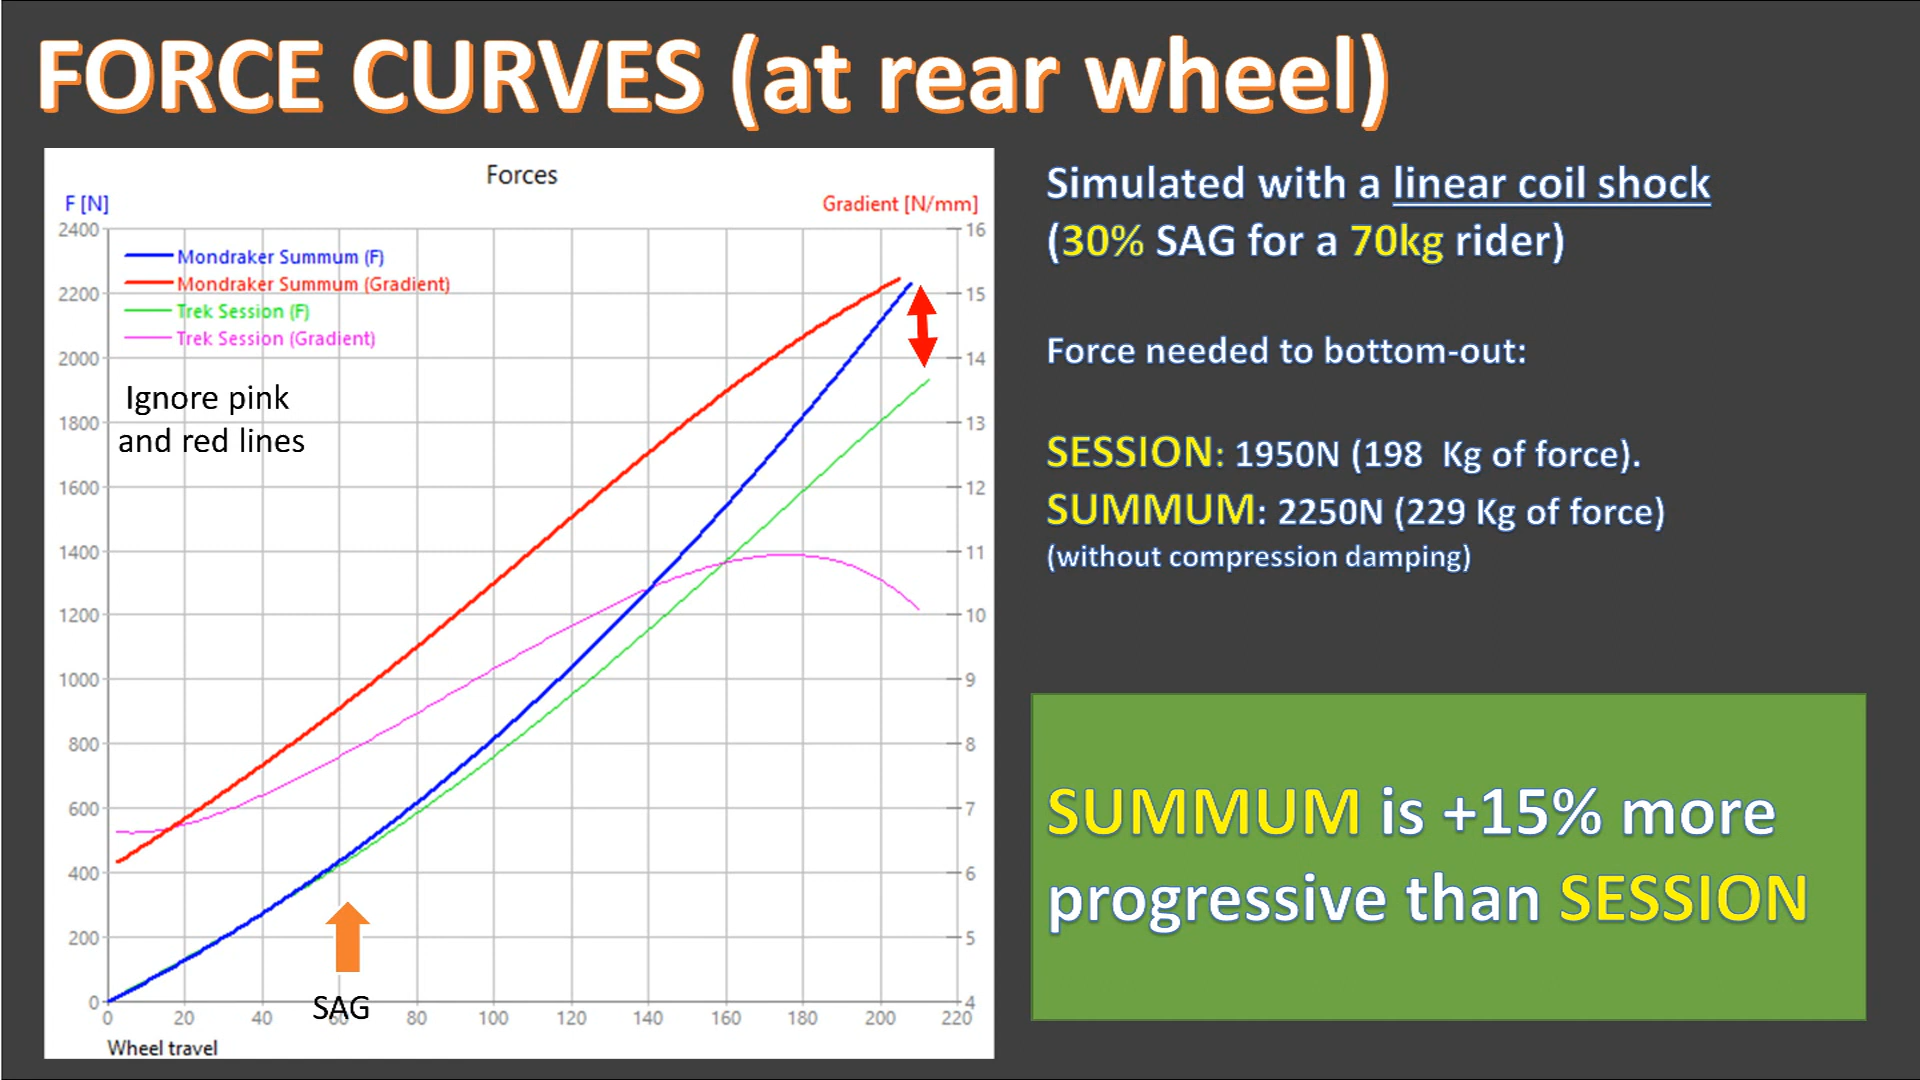 FORCE CURVES (at rear wheel)
Forces
F [N]
Gradient [N/mm]
Mondraker Summum (F)
Mondraker Summum (Gradient)
Trek Session (F)
Trek Session (Gradient)
Ignore pink
and red lines
2400
2200
2000
1800
1600
1400
1200
1000
800
600
400
200
0
16
15
14
13
12
11
10
9
8
7
6
5
4
SAG
0 20 40 60 80 100 120 140 160 180 200 220
Wheel travel
Simulated with a linear coil shock
(30% SAG for a 70kg rider)
Force needed to bottom-out:
SESSION: 1950N (198 Kg of force).
SUMMUM: 2250N (229 Kg of force)
(without compression damping)
SUMMUM is +15% more
progressive than SESSION